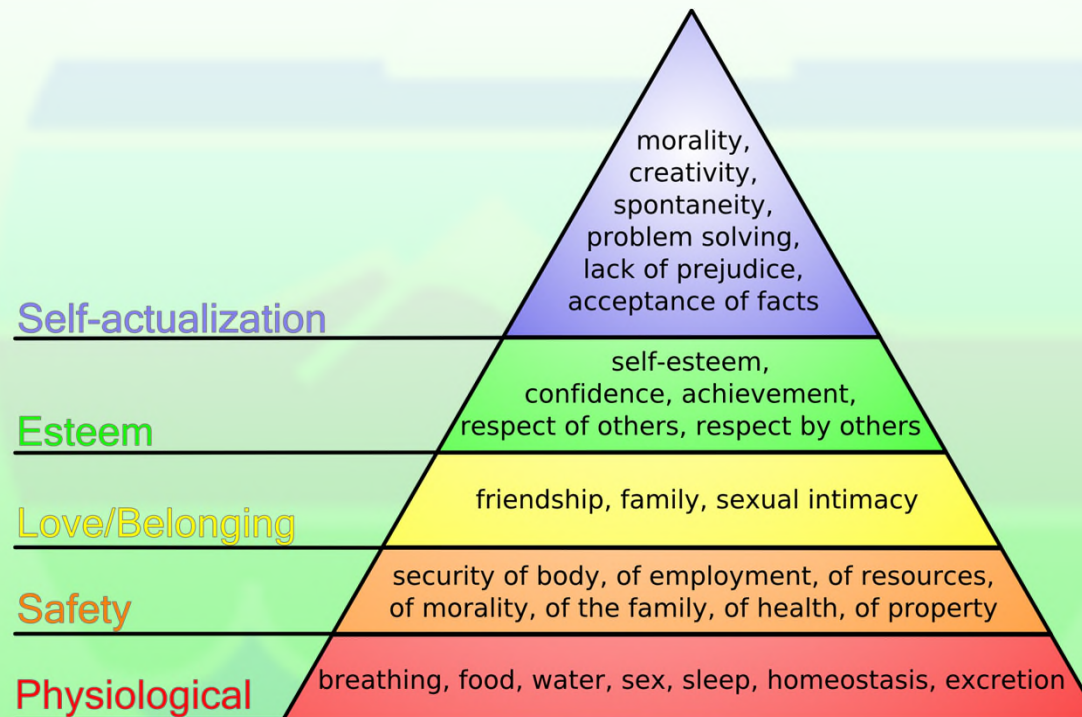 morality,
creativity,
spontaneity,
problem solving,
lack of prejudice,
acceptance of facts
Self-actualization
self-esteem,
confidence, achievement,
respect of others, respect by others
Esteem
friendship, family, sexual intimacy
Love/Belonging
security of body, of employment, of resources,
of morality, of the family, of health, of property
Safety
breathing, food, water, sex, sleep, homeostasis, excretion
Physiological